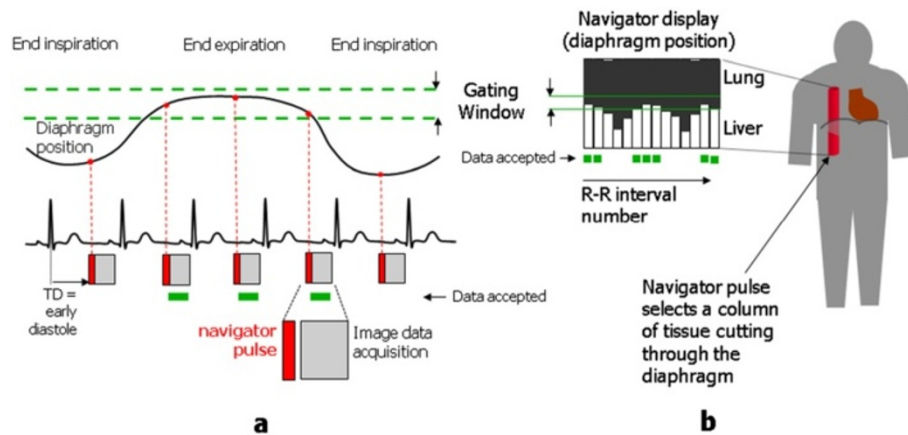 End inspiration
End expiration
End inspiration
Diaphragm
position
Gating
Window
TD =
early
diastole
Data accepted
navigator
pulse
Image data
acquisition
a
Navigator display
(diaphragm position)
Lung
Liver
Data accepted
R-R interval
number
Navigator pulse
selects a column
of tissue cutting
through the
diaphragm
b